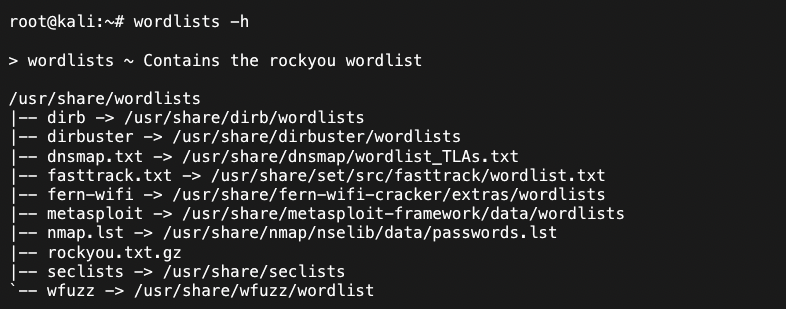 root@kali:~# wordlists -h
> wordlists ~ Contains the rockyou wordlist
/usr/share/wordlists
|-- dirb -> /usr/share/dirb/wordlists
|-- dirbuster -> /usr/share/dirbuster/wordlists
|-- dnsmap.txt -> /usr/share/dnsmap/wordlist_TLAs.txt
|-- fasttrack.txt -> /usr/share/set/src/fasttrack/wordlist.txt
|-- fern-wifi -> /usr/share/fern-wifi-cracker/extras/wordlists
|-- metasploit -> /usr/share/metasploit-framework/data/wordlists
|-- nmap.lst -> /usr/share/nmap/nselib/data/passwords.lst
|-- rockyou.txt.gz
|-- seclists -> /usr/share/seclists
`-- wfuzz -> /usr/share/wfuzz/wordlist